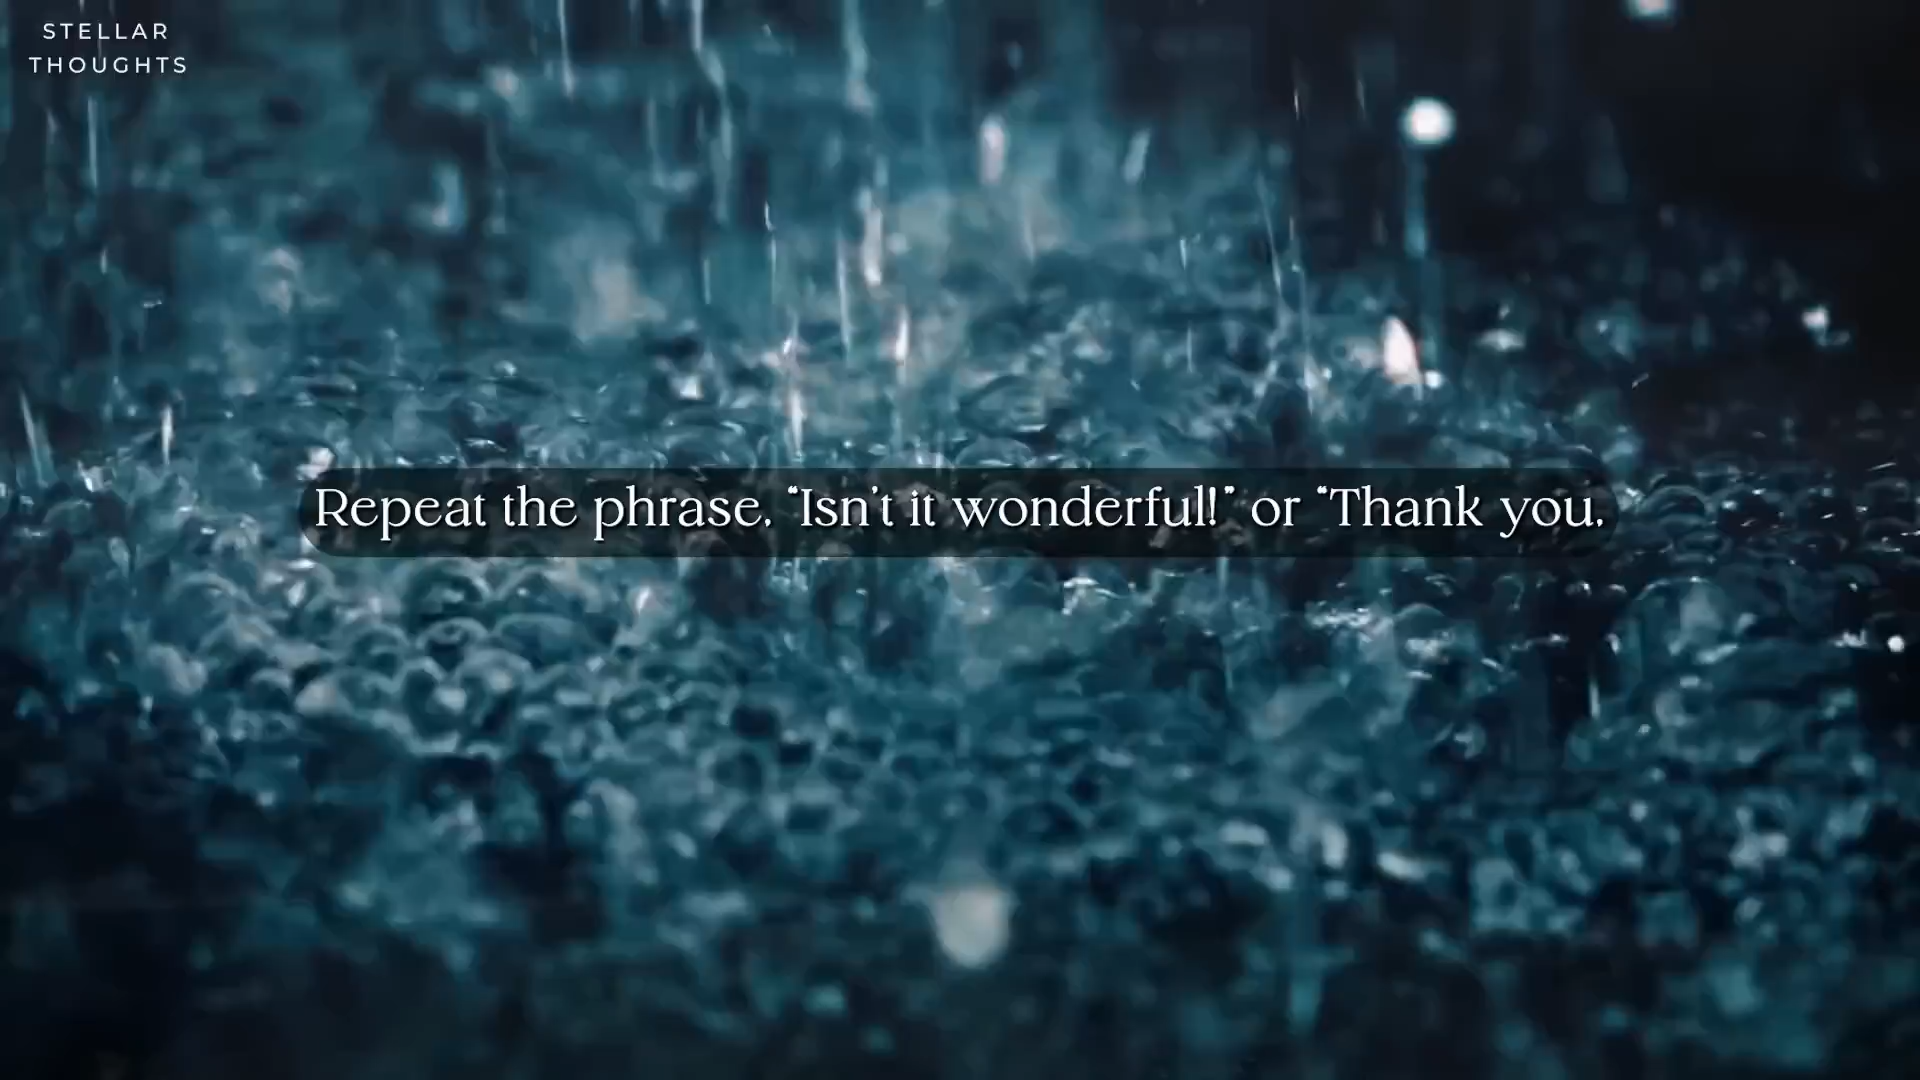 STELLAR
THOUGHTS
Repeat the phrase, “Isn't it wonderful!” or “Thank you,